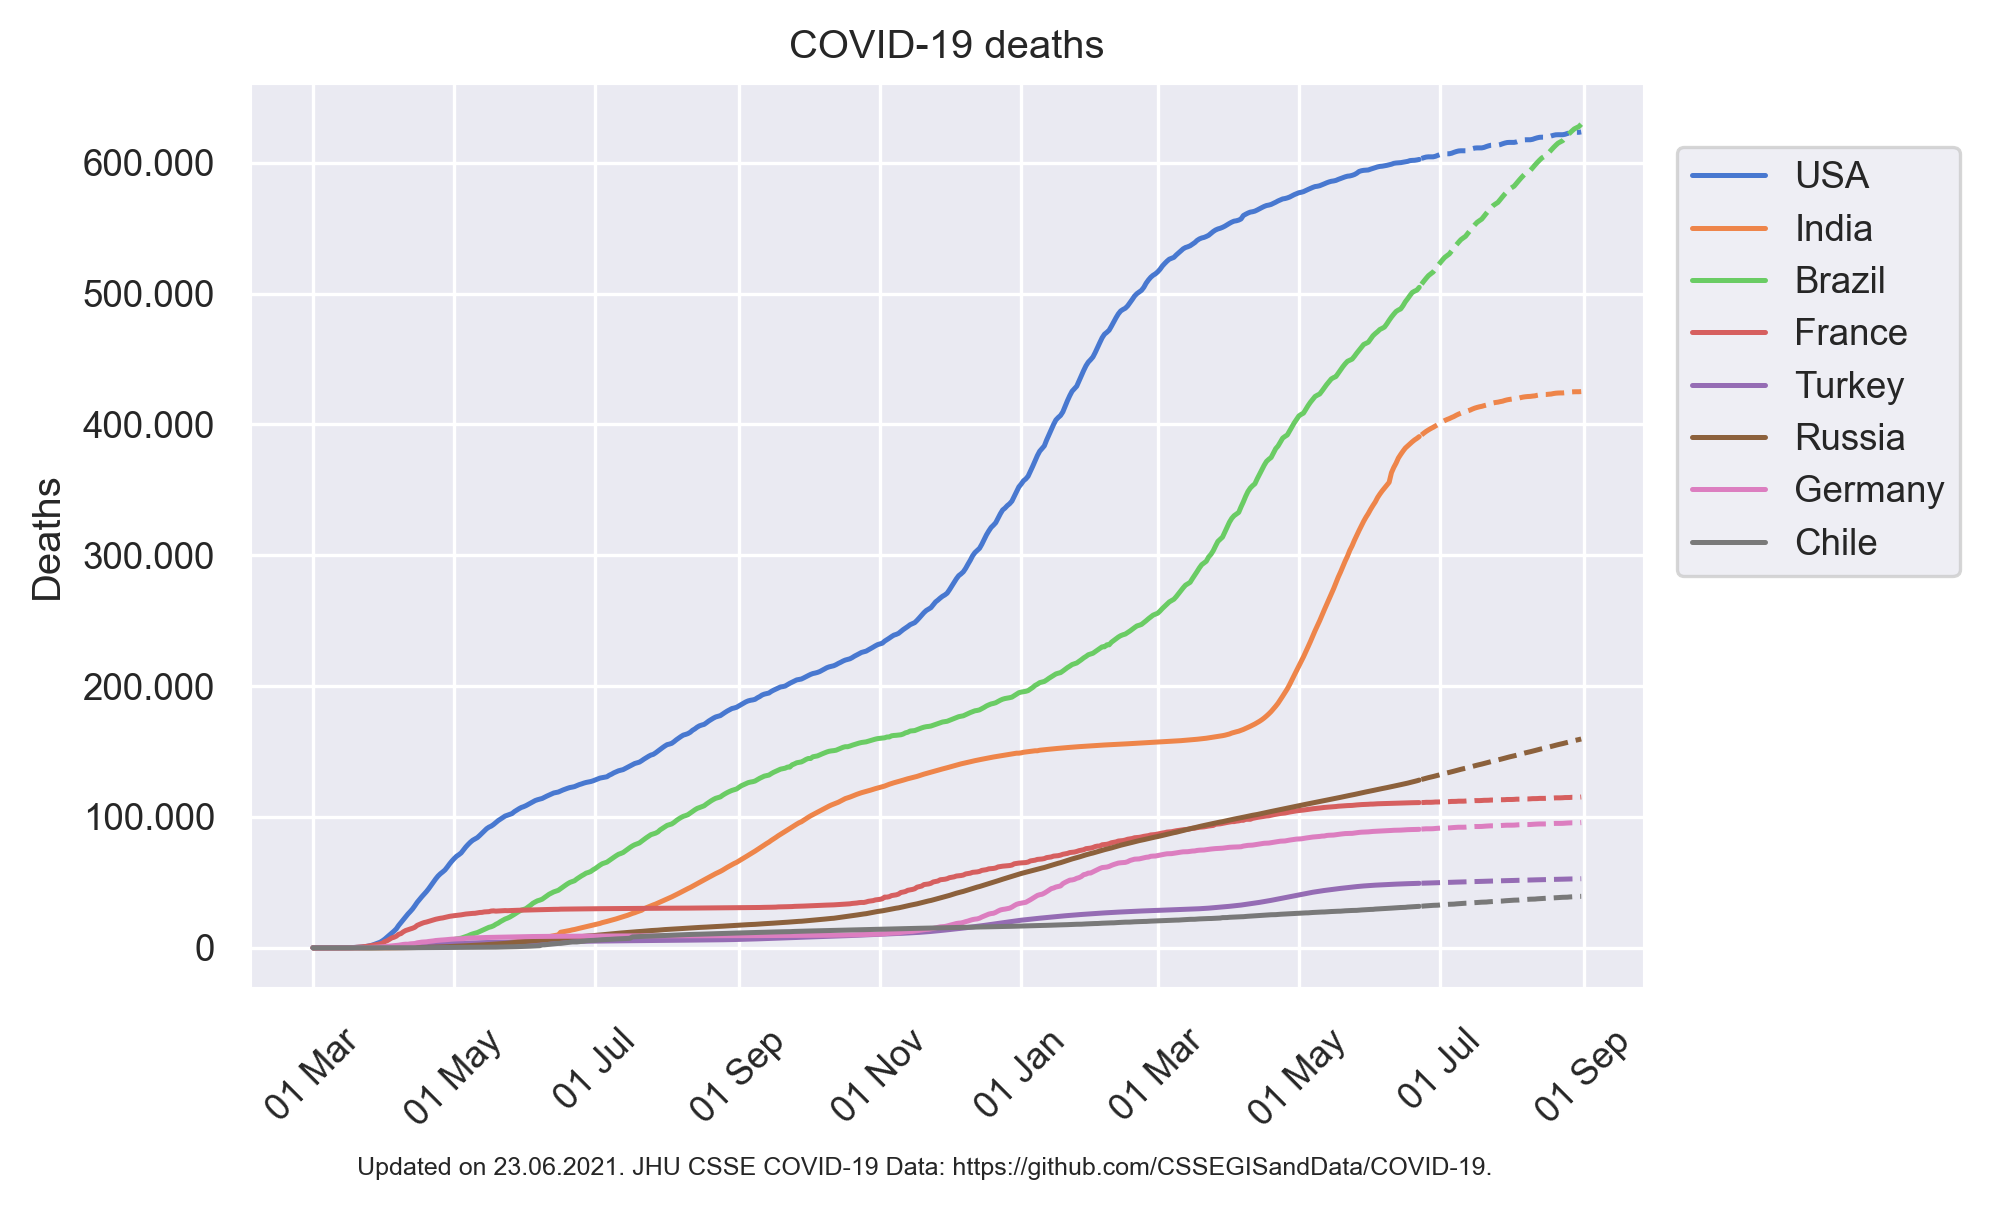 COVID-19 deaths
600.000
500.000
400.000
300.000
200.000
100.000
0
Deaths
USA
India
Brazil
France
Turkey
Russia
Germany
Chile
01 Mar
01 May
01 Jul
01 Sep
01 Nov
01 Jan
01 Mar
01 May
01 Jul
01 Sep
Updated on 23.06.2021. JHU CSSE COVID-19 Data: https://github.com/CSSEGISandData/COVID-19.